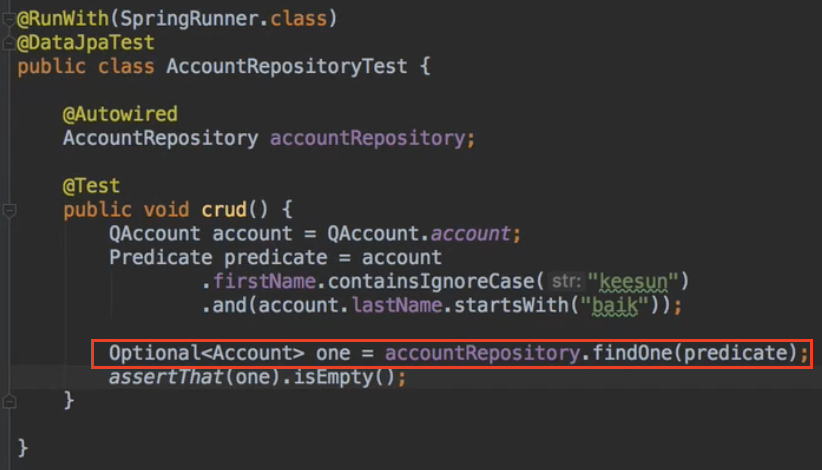 @RunWith(SpringRunner.class)
@DataJpaTest
public class AccountRepositoryTest {
@Autowired
AccountRepository accountRepository;
@Test
public void crud() {
QAccount account = QAccount.account;
Predicate predicate = account
.firstName.containsIgnoreCase( str: "keesun")
.and(account.lastName.startsWith("baik"));
Optional<Account> one = accountRepository.findOne(predicate);
assertThat(one).isEmpty();
}
}